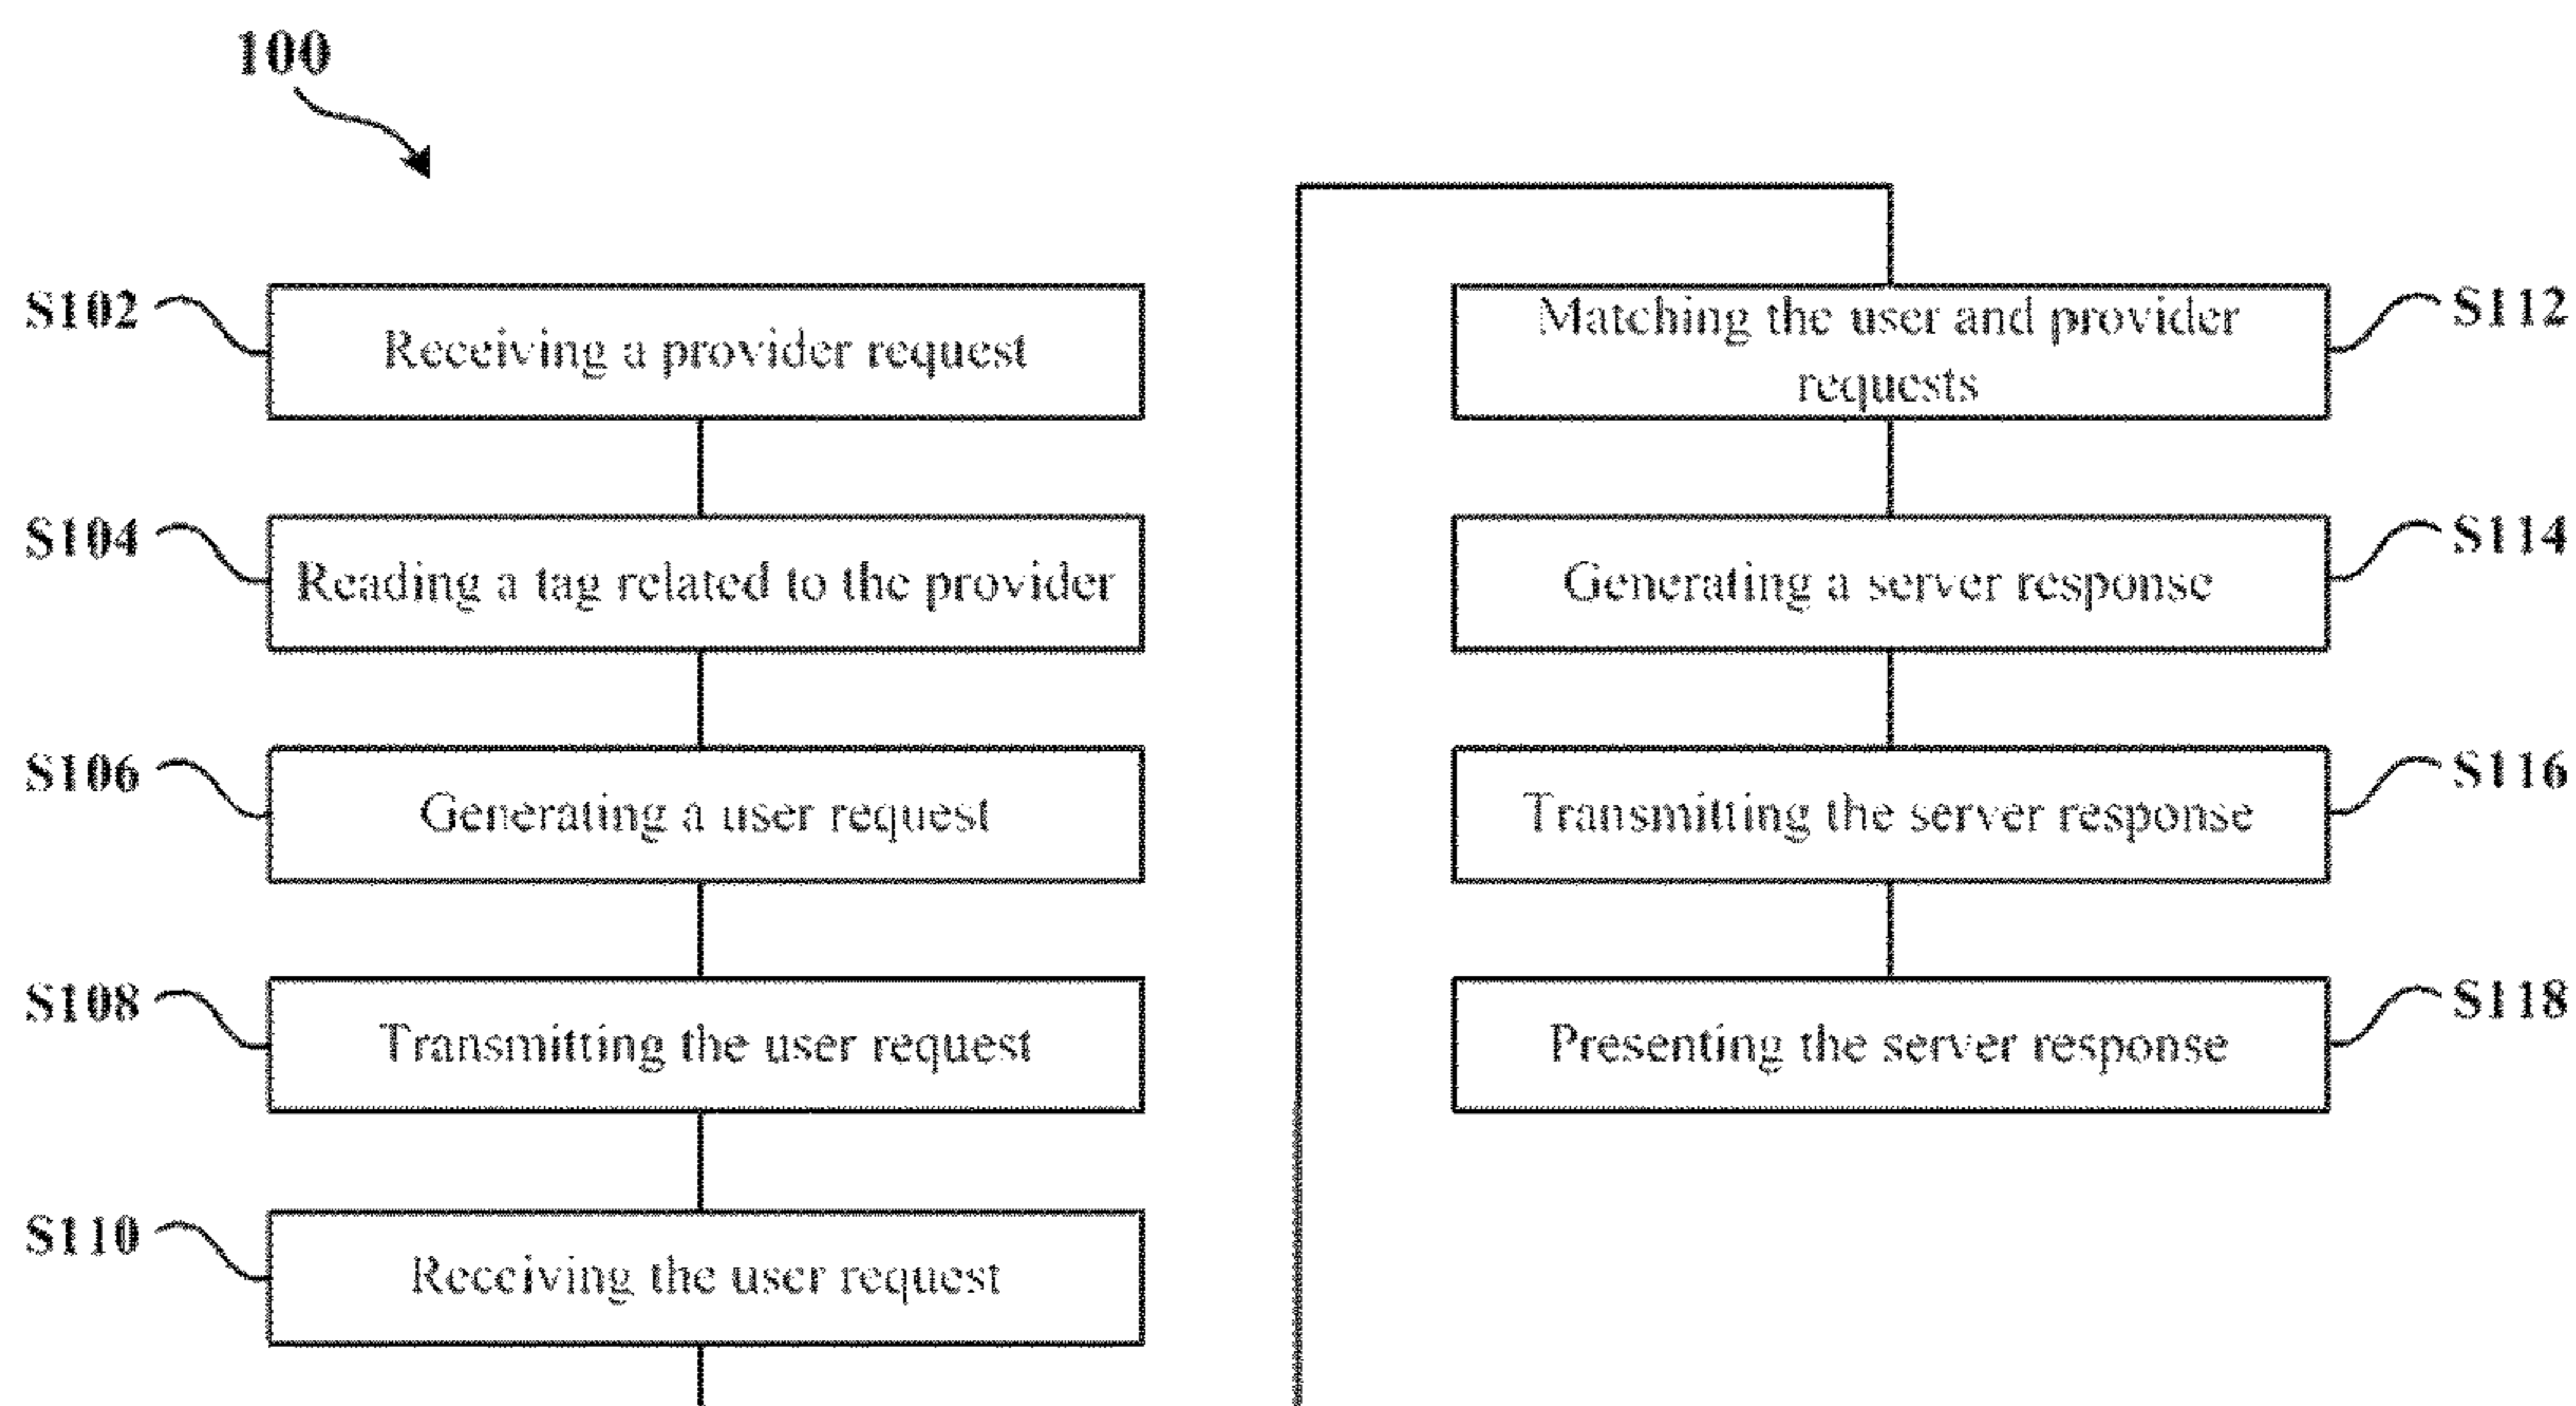 100
S102
Receiving a provider request
S104
Reading a tag related to the provider
S106
Generating a user request
S108
Transmitting the user request
S110
Receiving the user request
Matching the user and provider
requests
S112
Generating a server response
S114
Transmitting the server response
S116
Presenting the server response
S118